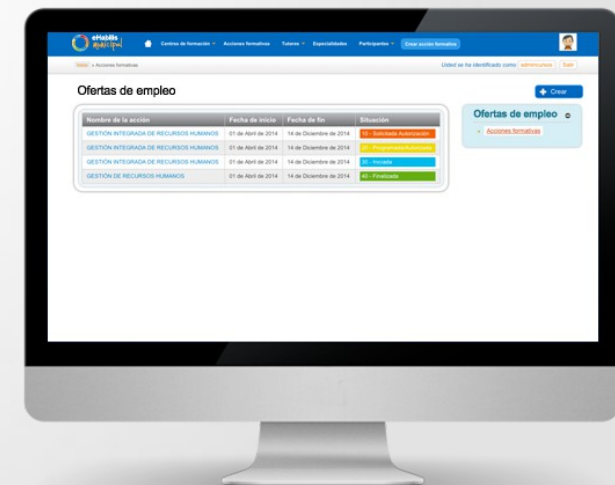 eHabilis
municipal
Centros de formación
Acciones formativas
Tutores
Especialidades
Participantes
Crear acción formativa
Inicio » Acciones formativas
Usted se ha identificado como: admincursos Salir
Ofertas de empleo
Crear
Nombre de la acción Fecha de inicio Fecha de fin Situación
GESTIÓN INTEGRADA DE RECURSOS HUMANOS 01 de Abril de 2014 14 de Diciembre de 2014 10 - Solicitada Autorización
GESTIÓN INTEGRADA DE RECURSOS HUMANOS 01 de Abril de 2014 14 de Diciembre de 2014 20 - Programada/Autorizada
GESTIÓN INTEGRADA DE RECURSOS HUMANOS 01 de Abril de 2014 14 de Diciembre de 2014 30 - Iniciada
GESTIÓN DE RECURSOS HUMANOS 01 de Abril de 2014 14 de Diciembre de 2014 40 - Finalizada
Ofertas de empleo
Acciones formativas